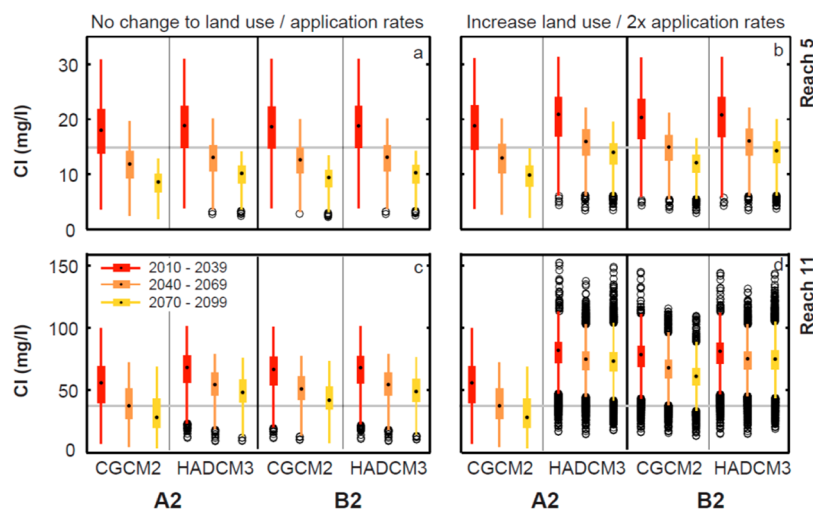 No change to land use / application rates
Increase land use / 2x application rates
a
b
Reach 5
Cl (mg/l)
30
20
10
0
c
d
Reach 11
Cl (mg/l)
150
100
50
0
2010 - 2039
2040 - 2069
2070 - 2099
CGCM2 HADCM3 CGCM2 HADCM3 CGCM2 HADCM3 CGCM2 HADCM3
A2 B2 A2 B2